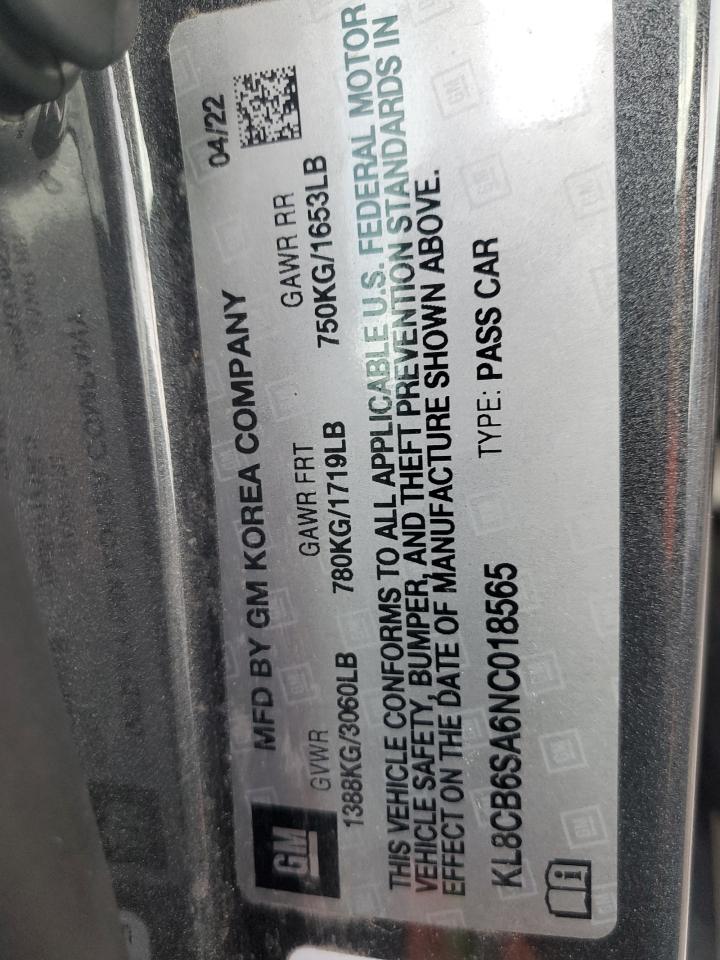 GM
MFD BY GM KOREA COMPANY 04/22
GVWR GAWR FRT GAWR RR
1388KG/3060LB 780KG/1719LB 750KG/1653LB
THIS VEHICLE CONFORMS TO ALL APPLICABLE U.S. FEDERAL MOTOR
VEHICLE SAFETY, BUMPER, AND THEFT PREVENTION STANDARDS IN
EFFECT ON THE DATE OF MANUFACTURE SHOWN ABOVE.
KL8CB6SA6NC018565 TYPE: PASS CAR